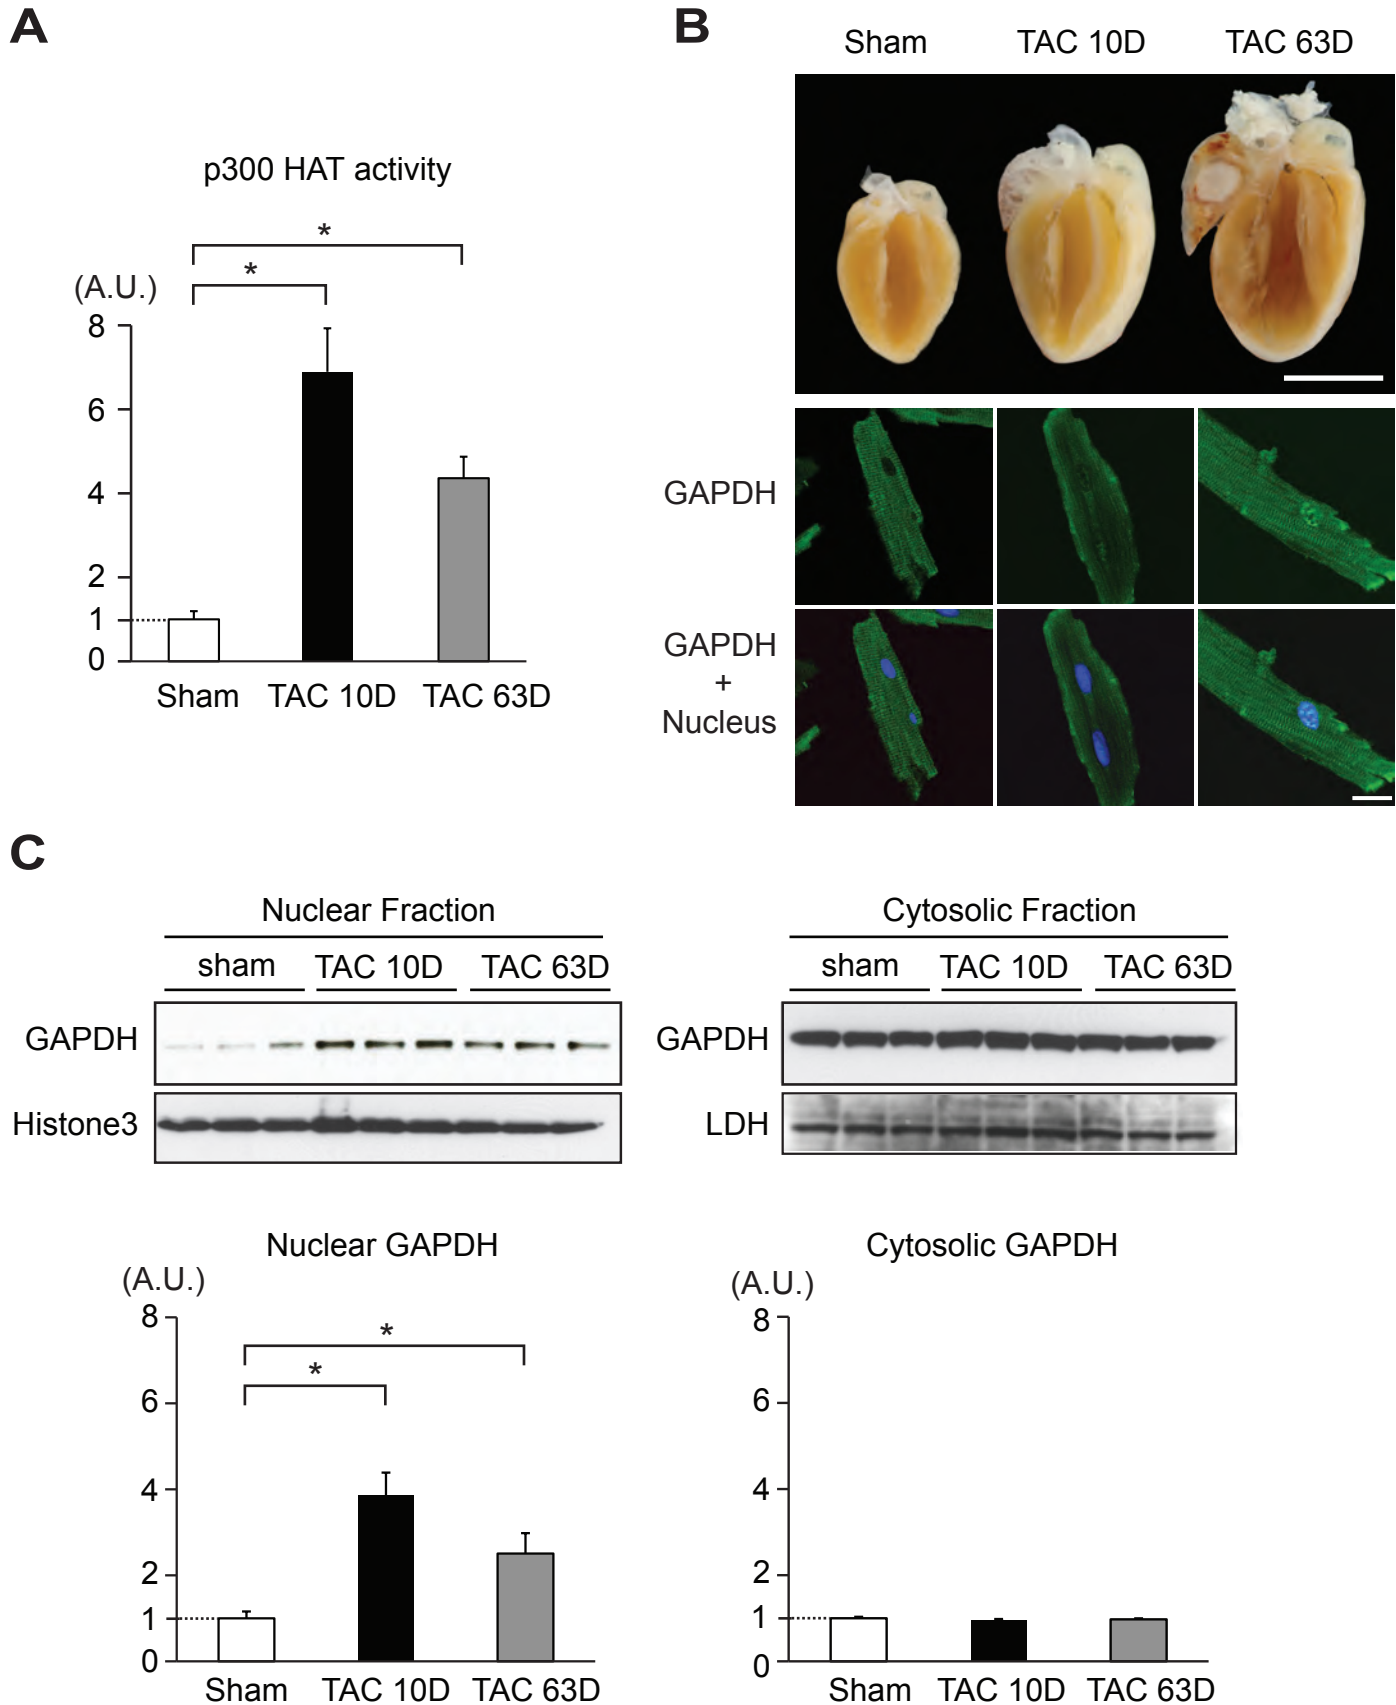 A
p300 HAT activity
*
*
(A.U.)
8
6
4
2
1
0
Sham TAC 10D TAC 63D
B
Sham TAC 10D TAC 63D
GAPDH
GAPDH
+
Nucleus
C
Nuclear Fraction
sham TAC 10D TAC 63D
GAPDH
Histone3
Cytosolic Fraction
sham TAC 10D TAC 63D
GAPDH
LDH
Nuclear GAPDH
(A.U.)
*
*
8
6
4
2
1
0
Sham TAC 10D TAC 63D
Cytosolic GAPDH
(A.U.)
8
6
4
2
1
0
Sham TAC 10D TAC 63D